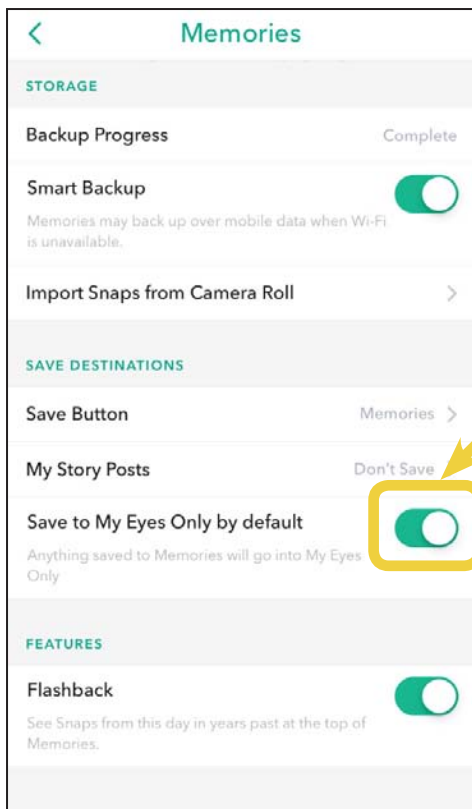 Memories
STORAGE
Backup Progress Complete
Smart Backup
Memories may back up over mobile data when Wi-Fi
is unavailable.
Import Snaps from Camera Roll
SAVE DESTINATIONS
Save Button Memories
My Story Posts Don't Save
Save to My Eyes Only by default
Anything saved to Memories will go into My Eyes
Only
FEATURES
Flashback
See Snaps from this day in years past at the top of
Memories.